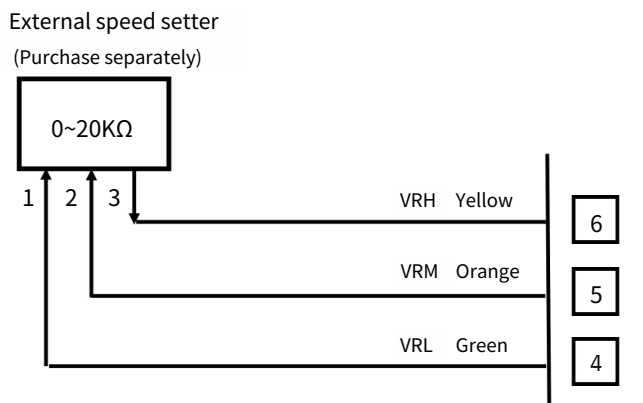 External speed setter
(Purchase separately)
0~20KΩ
1 2 3
VRH Yellow
6
VRM Orange
5
VRL Green
4